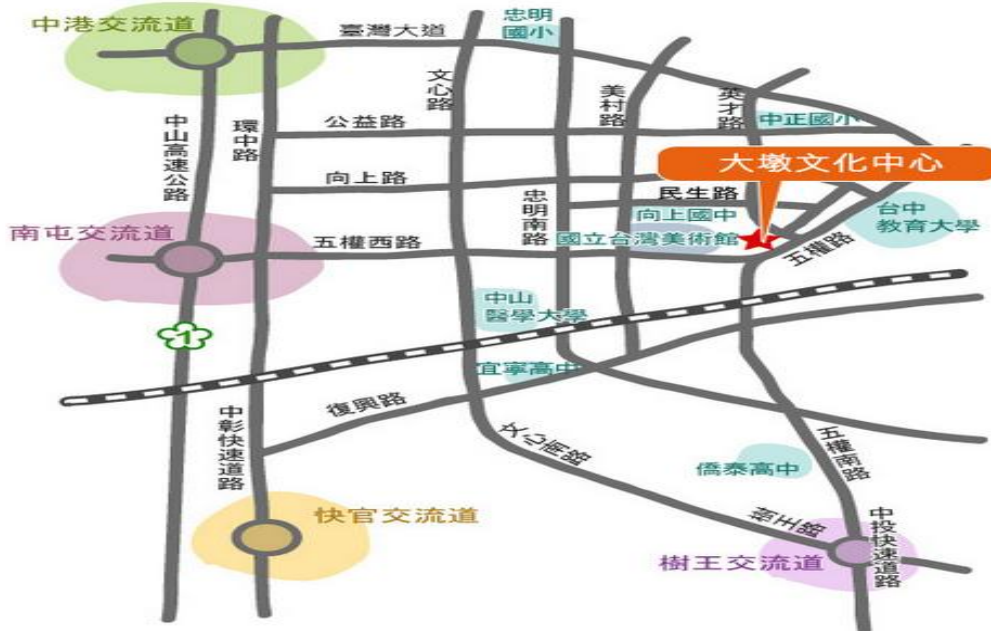 中港交流道
臺灣大道
忠明
國小
文心路
美村路
英才路
中正國小
中山高速公路
環中路
公益路
大墩文化中心
向上路
忠明南路
民生路
向上國中
台中
教育大學
南屯交流道
五權西路
國立台灣美術館
五權路
中山
醫學大學
1
宜寧高中
復興路
中彰快速道路
文心南路
五權南路
僑泰高中
快官交流道
樹王路
中投快速道路
樹王交流道